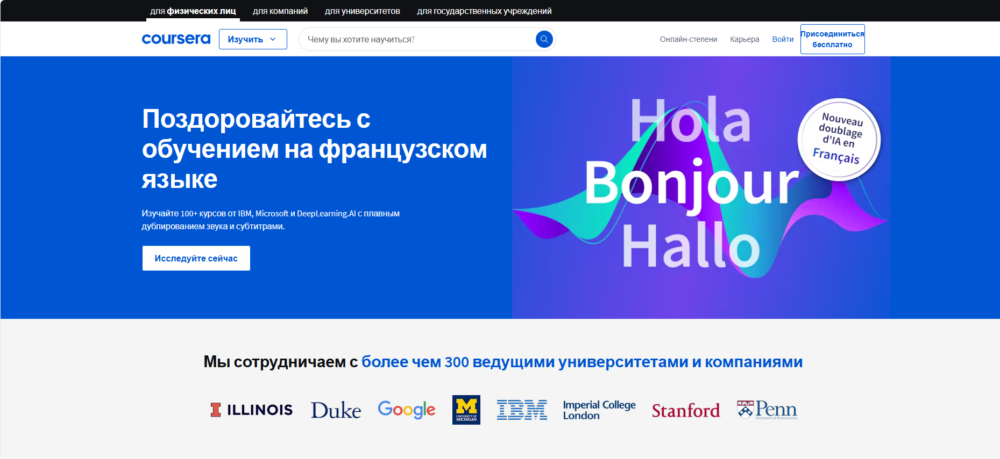 для физических лиц
для компаний
для университетов
для государственных учреждений
coursera
Изучить
Чему вы хотите научиться?
Онлайн-степени
Карьера
Войти
Присоединиться
бесплатно
Поздоровайтесь с
обучением на французском
языке
Изучайте 100+ курсов от IBM, Microsoft и DeepLearning.AI с плавным
дублированием звука и субтитрами.
Исследуйте сейчас
Hola
Bonjour
Hallo
Nouveau
doublage
d'IA en
Français
Мы сотрудничаем с более чем 300 ведущими университетами и компаниями
I ILLINOIS
Duke
Google
M
UNIVERSITY OF
MICHIGAN
IBM
Imperial College
London
Stanford
Penn
UNIVERSITY OF PENNSYLVANIA